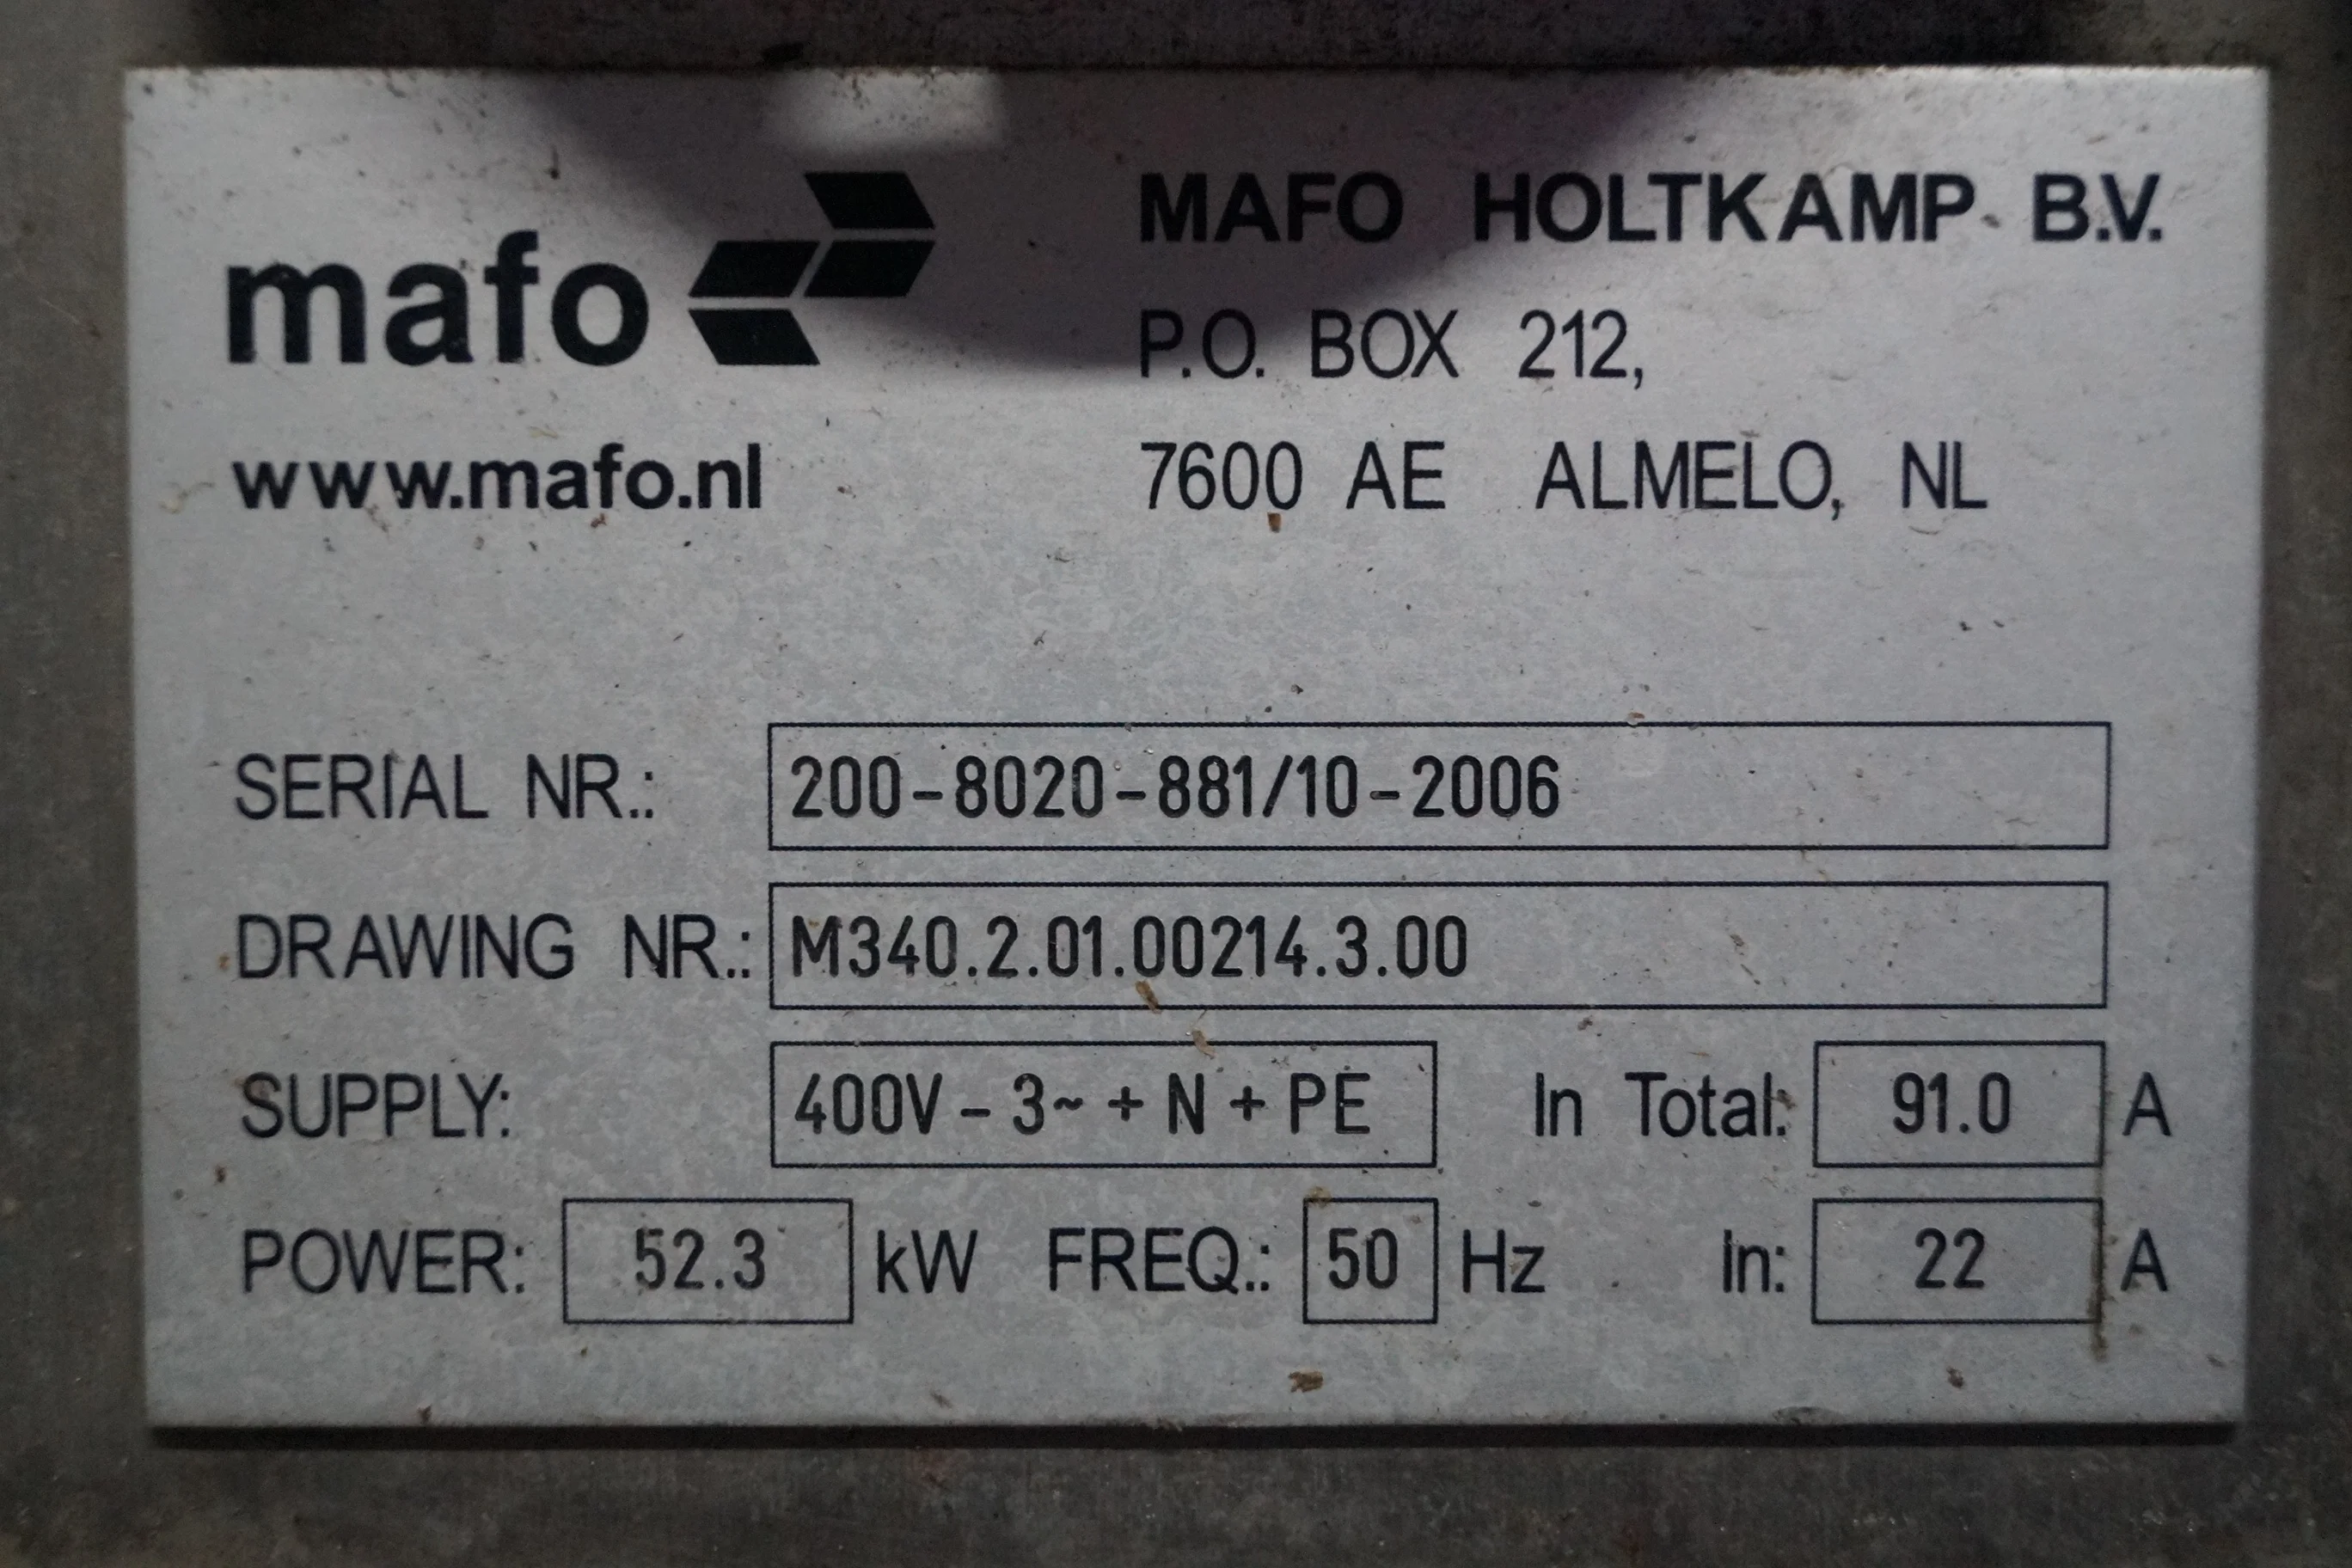 mafo
www.mafo.nl
MAFO HOLTKAMP B.V.
P.O. BOX 212,
7600 AE ALMELO, NL
SERIAL NR.: 200-8020-881/10-2006
DRAWING NR.: M340.2.01.00214.3.00
SUPPLY: 400V - 3~ + N + PE In Total: 91.0 A
POWER: 52.3 kW FREQ.: 50 Hz In: 22 A